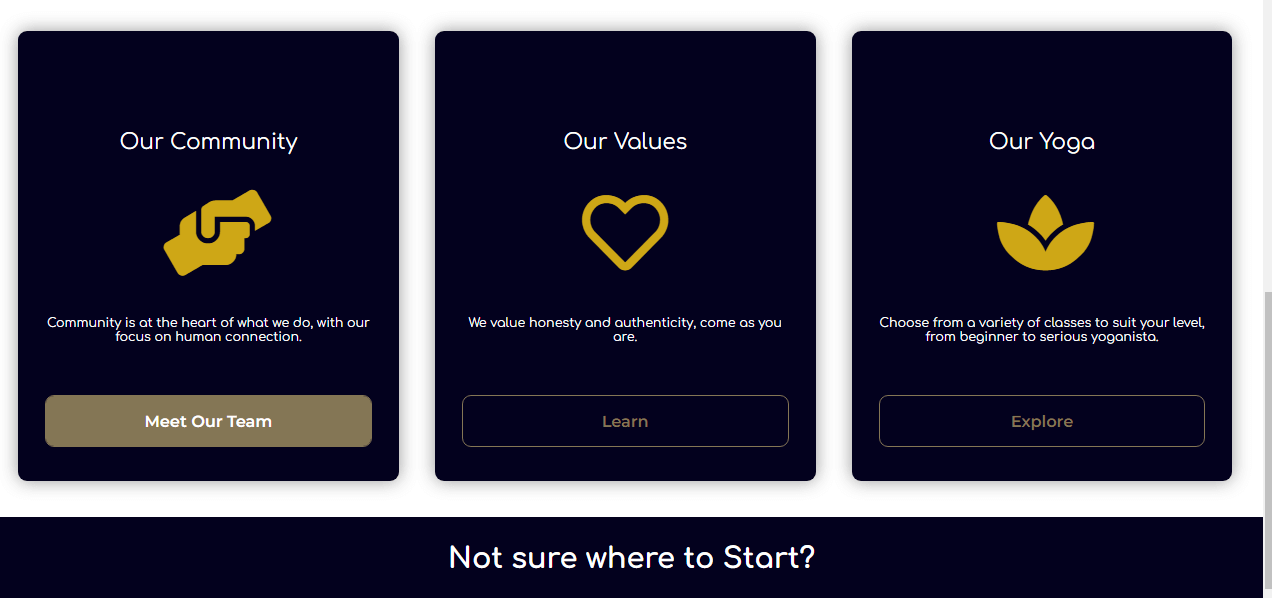 Our Community
Community is at the heart of what we do, with our
focus on human connection.
Meet Our Team
Our Values
We value honesty and authenticity, come as you
are.
Learn
Our Yoga
Choose from a variety of classes to suit your level,
from beginner to serious yoganista.
Explore
Not sure where to Start?